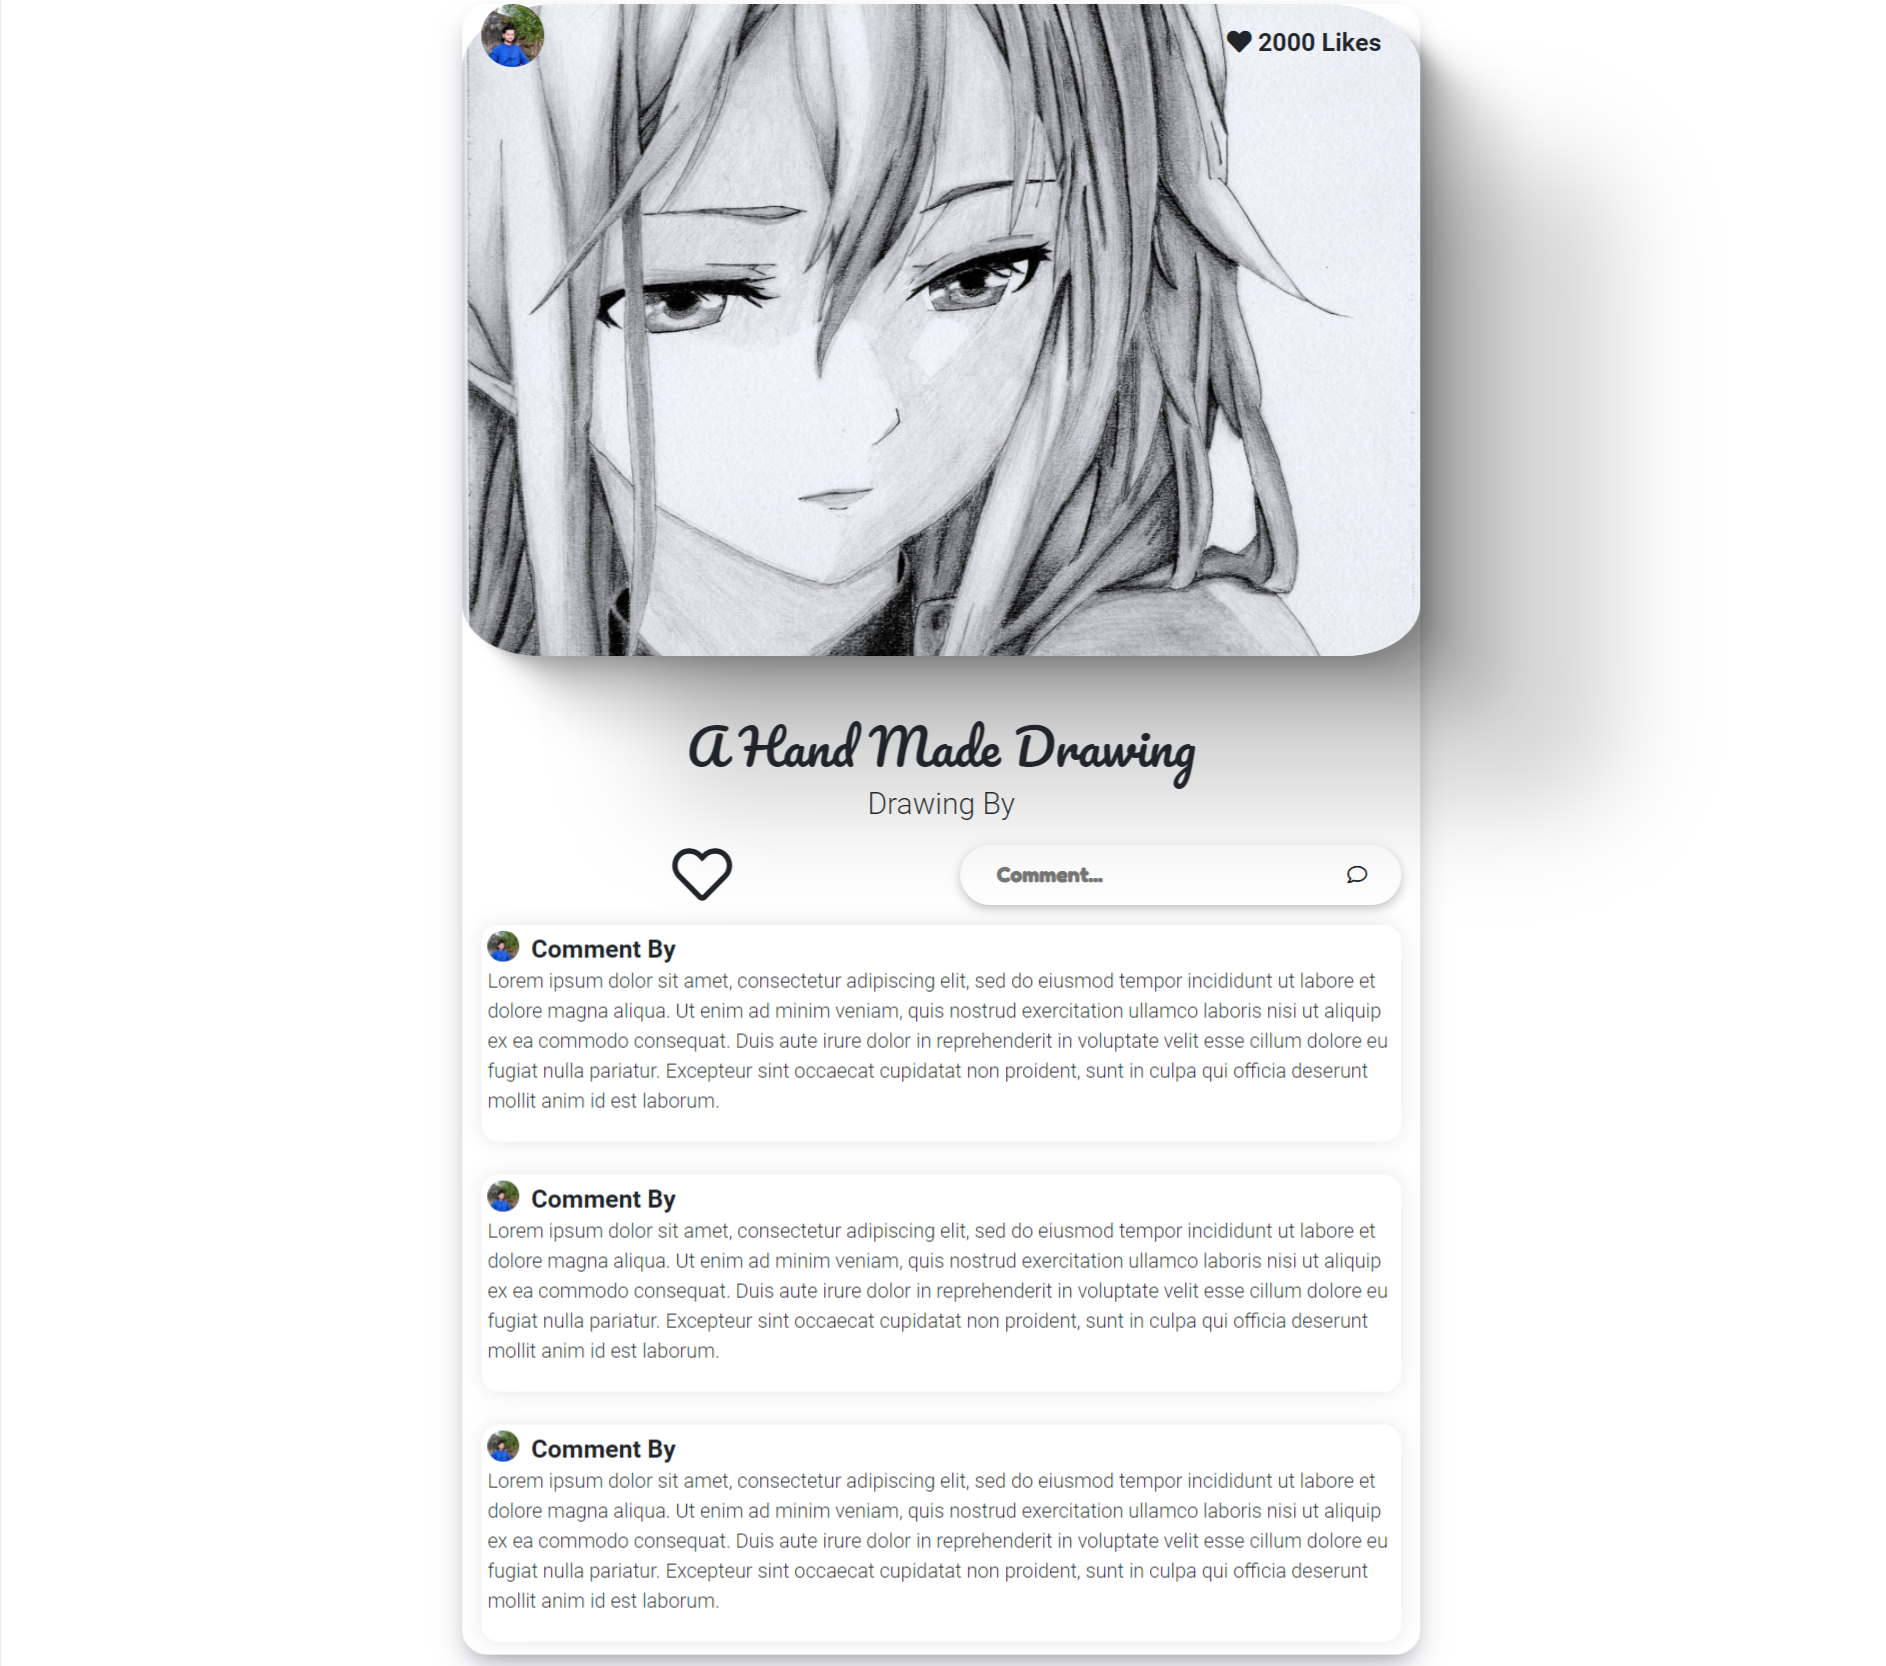 2000 Likes
A Hand Made Drawing
Drawing By
Comment...
Comment By
Lorem ipsum dolor sit amet, consectetur adipiscing elit, sed do eiusmod tempor incididunt ut labore et
dolore magna aliqua. Ut enim ad minim veniam, quis nostrud exercitation ullamco laboris nisi ut aliquip
ex ea commodo consequat. Duis aute irure dolor in reprehenderit in voluptate velit esse cillum dolore eu
fugiat nulla pariatur. Excepteur sint occaecat cupidatat non proident, sunt in culpa qui officia deserunt
mollit anim id est laborum.
Comment By
Lorem ipsum dolor sit amet, consectetur adipiscing elit, sed do eiusmod tempor incididunt ut labore et
dolore magna aliqua. Ut enim ad minim veniam, quis nostrud exercitation ullamco laboris nisi ut aliquip
ex ea commodo consequat. Duis aute irure dolor in reprehenderit in voluptate velit esse cillum dolore eu
fugiat nulla pariatur. Excepteur sint occaecat cupidatat non proident, sunt in culpa qui officia deserunt
mollit anim id est laborum.
Comment By
Lorem ipsum dolor sit amet, consectetur adipiscing elit, sed do eiusmod tempor incididunt ut labore et
dolore magna aliqua. Ut enim ad minim veniam, quis nostrud exercitation ullamco laboris nisi ut aliquip
ex ea commodo consequat. Duis aute irure dolor in reprehenderit in voluptate velit esse cillum dolore eu
fugiat nulla pariatur. Excepteur sint occaecat cupidatat non proident, sunt in culpa qui officia deserunt
mollit anim id est laborum.